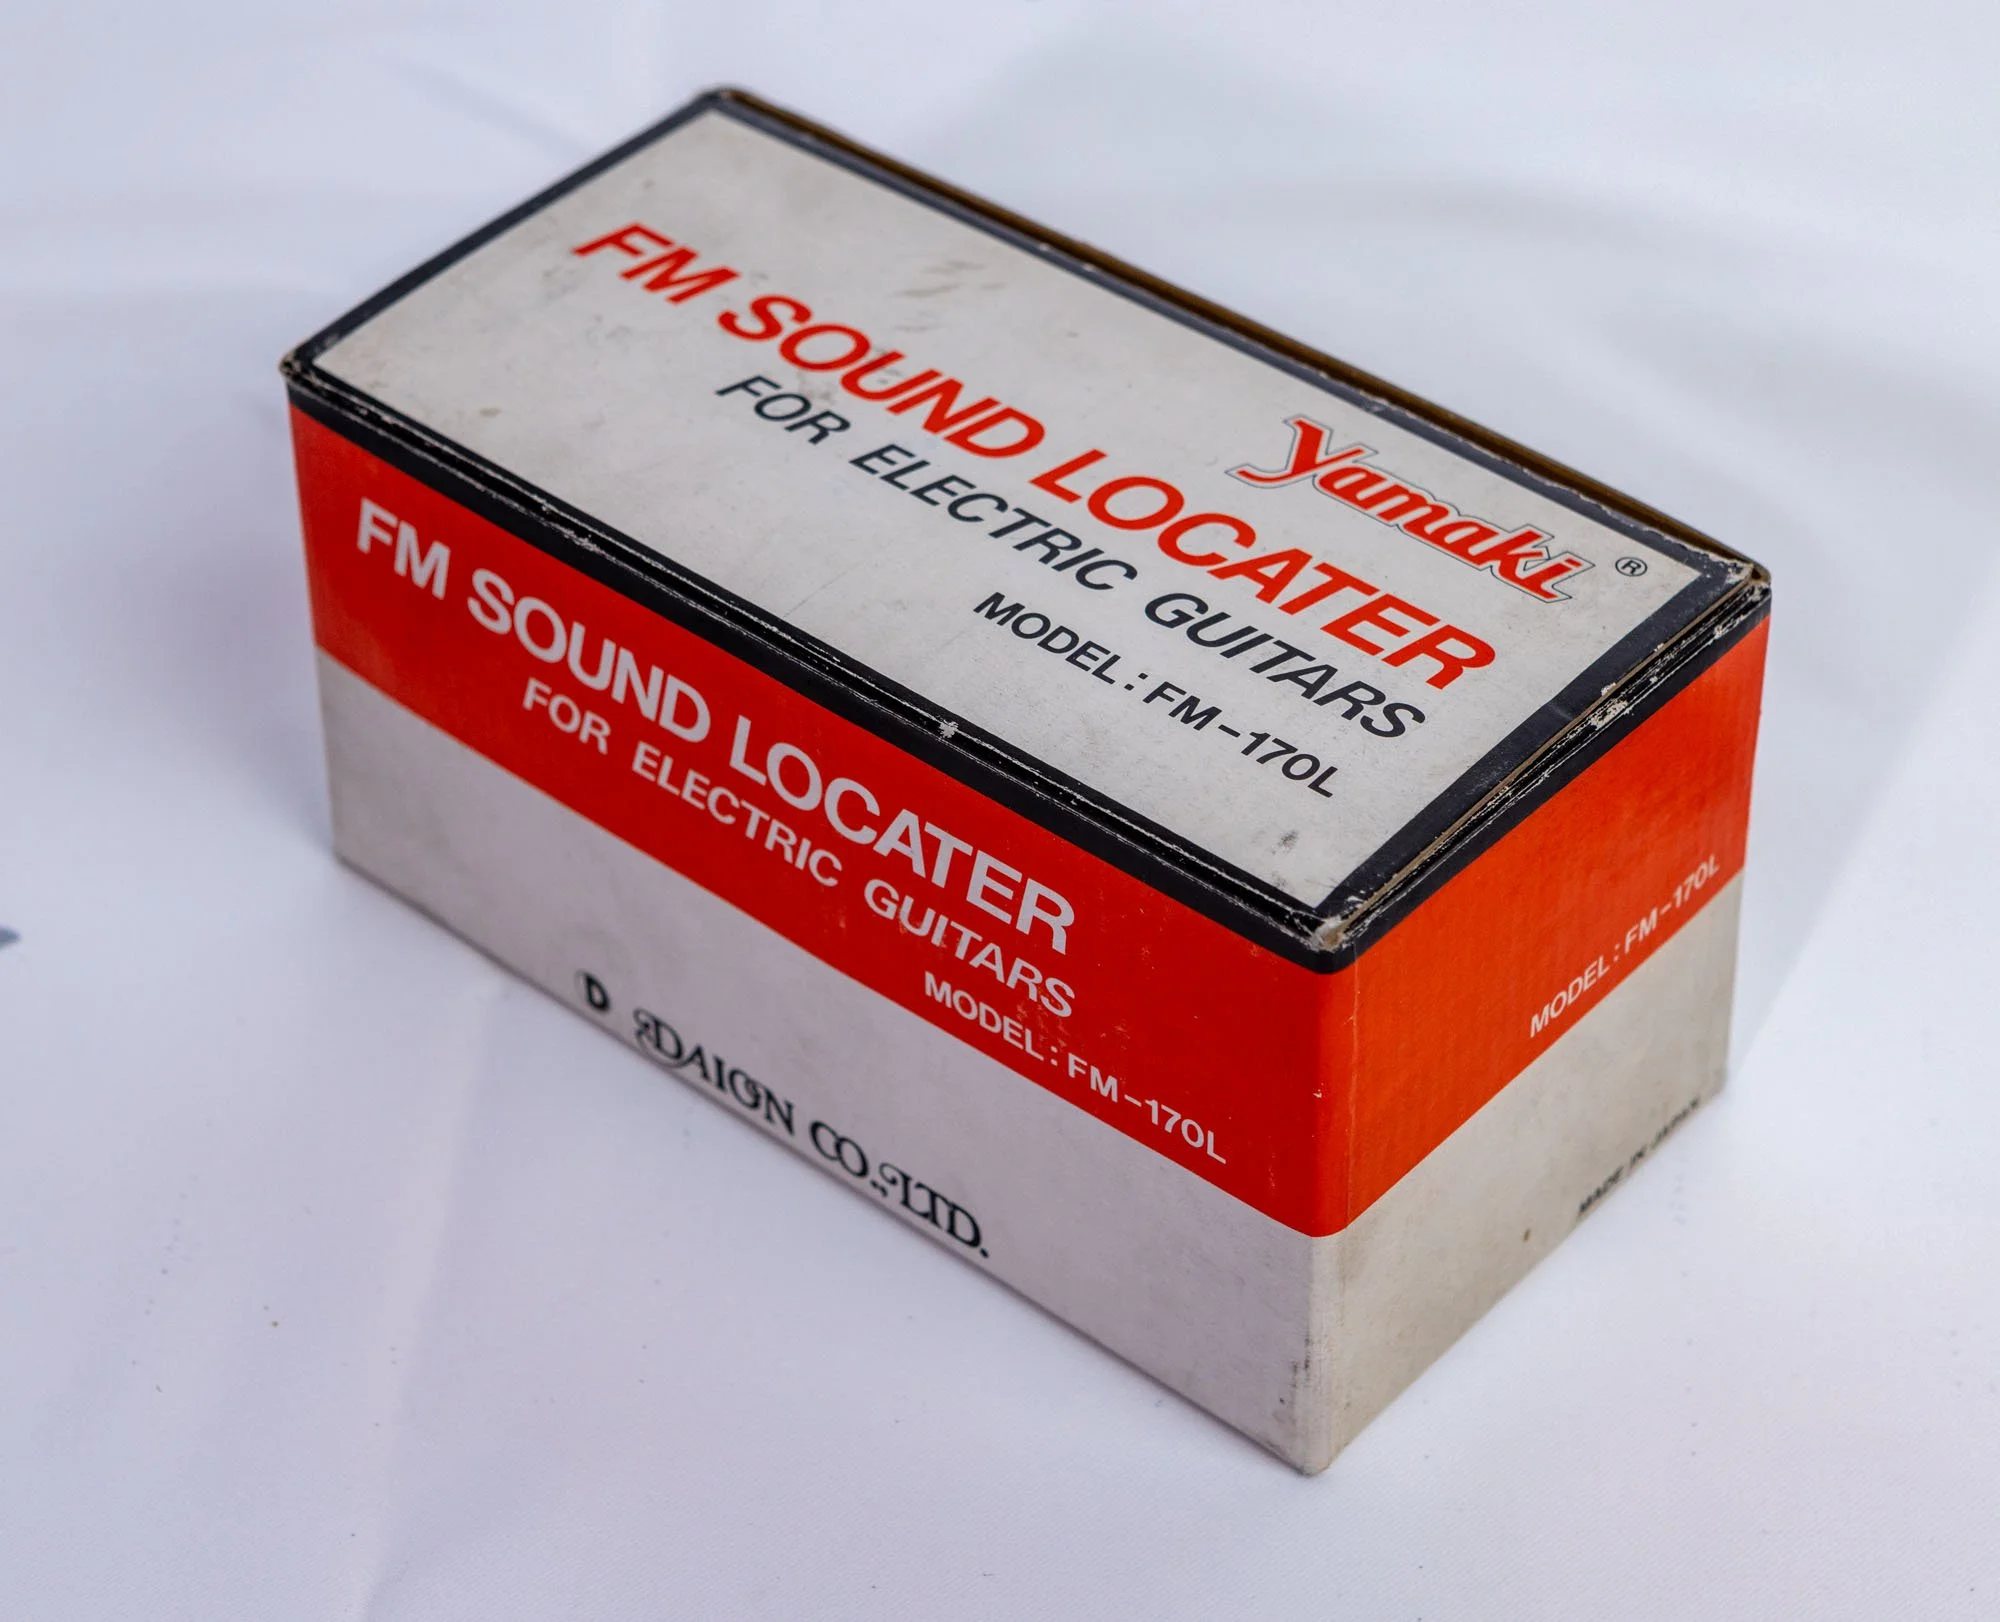 Yamaki ®
FM SOUND LOCATER
FOR ELECTRIC GUITARS
MODEL : FM-170L
FM SOUND LOCATER
FOR ELECTRIC GUITARS
MODEL : FM-170L
D DAION CO., LTD.
MODEL : FM-170L
MADE IN JAPAN